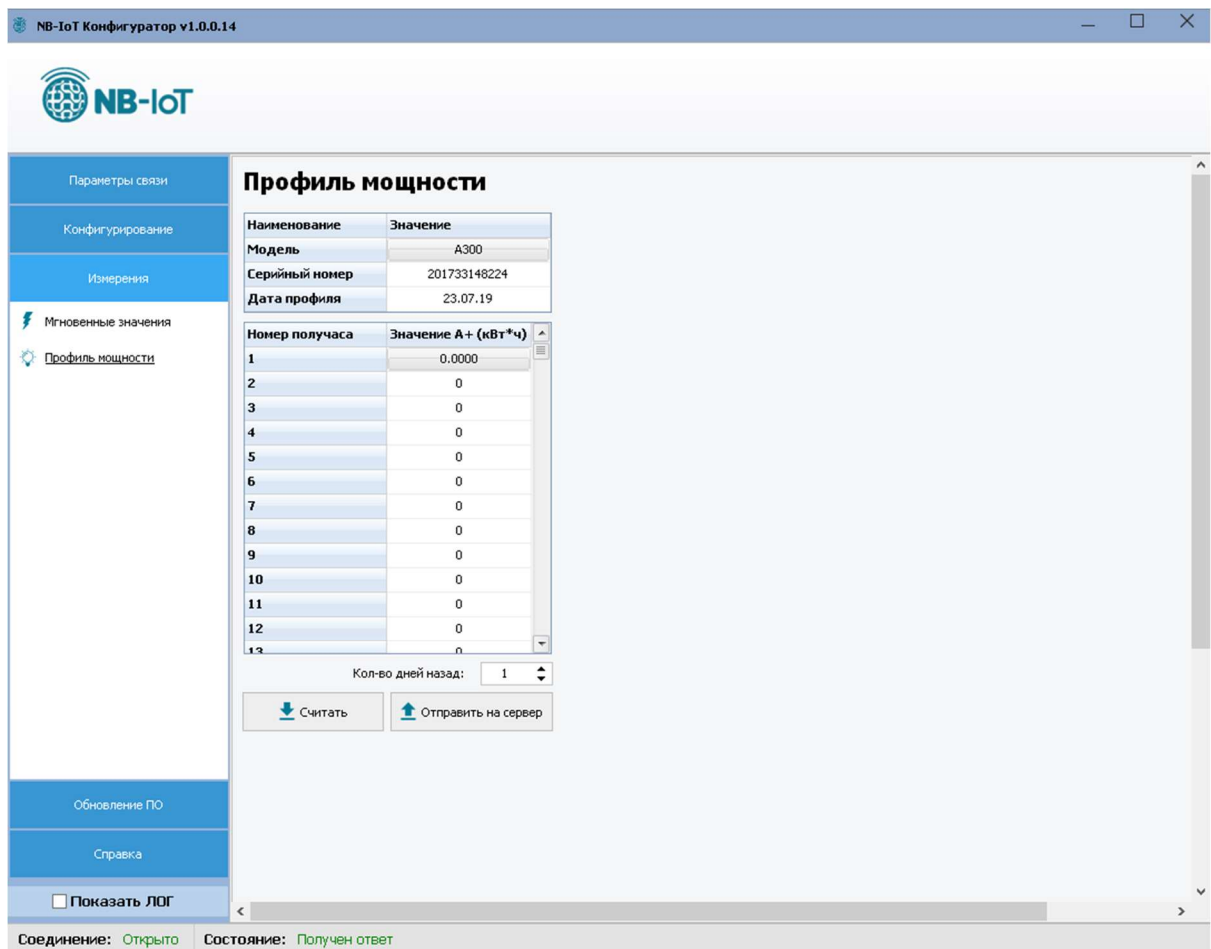 NB-IoT Конфигуратор v1.0.0.14
NB-IoT
Параметры связи
Конфигурирование
Измерения
Мгновенные значения
Профиль мощности
Обновление ПО
Справка
Показать ЛОГ
Профиль мощности
Наименование Значение
Модель A300
Серийный номер 201733148224
Дата профиля 23.07.19
Номер получаса Значение А+ (кВт*ч)
1 0.0000
2 0
3 0
4 0
5 0
6 0
7 0
8 0
9 0
10 0
11 0
12 0
13 0
Кол-во дней назад: 1
Считать Отправить на сервер
Соединение: Открыто Состояние: Получен ответ